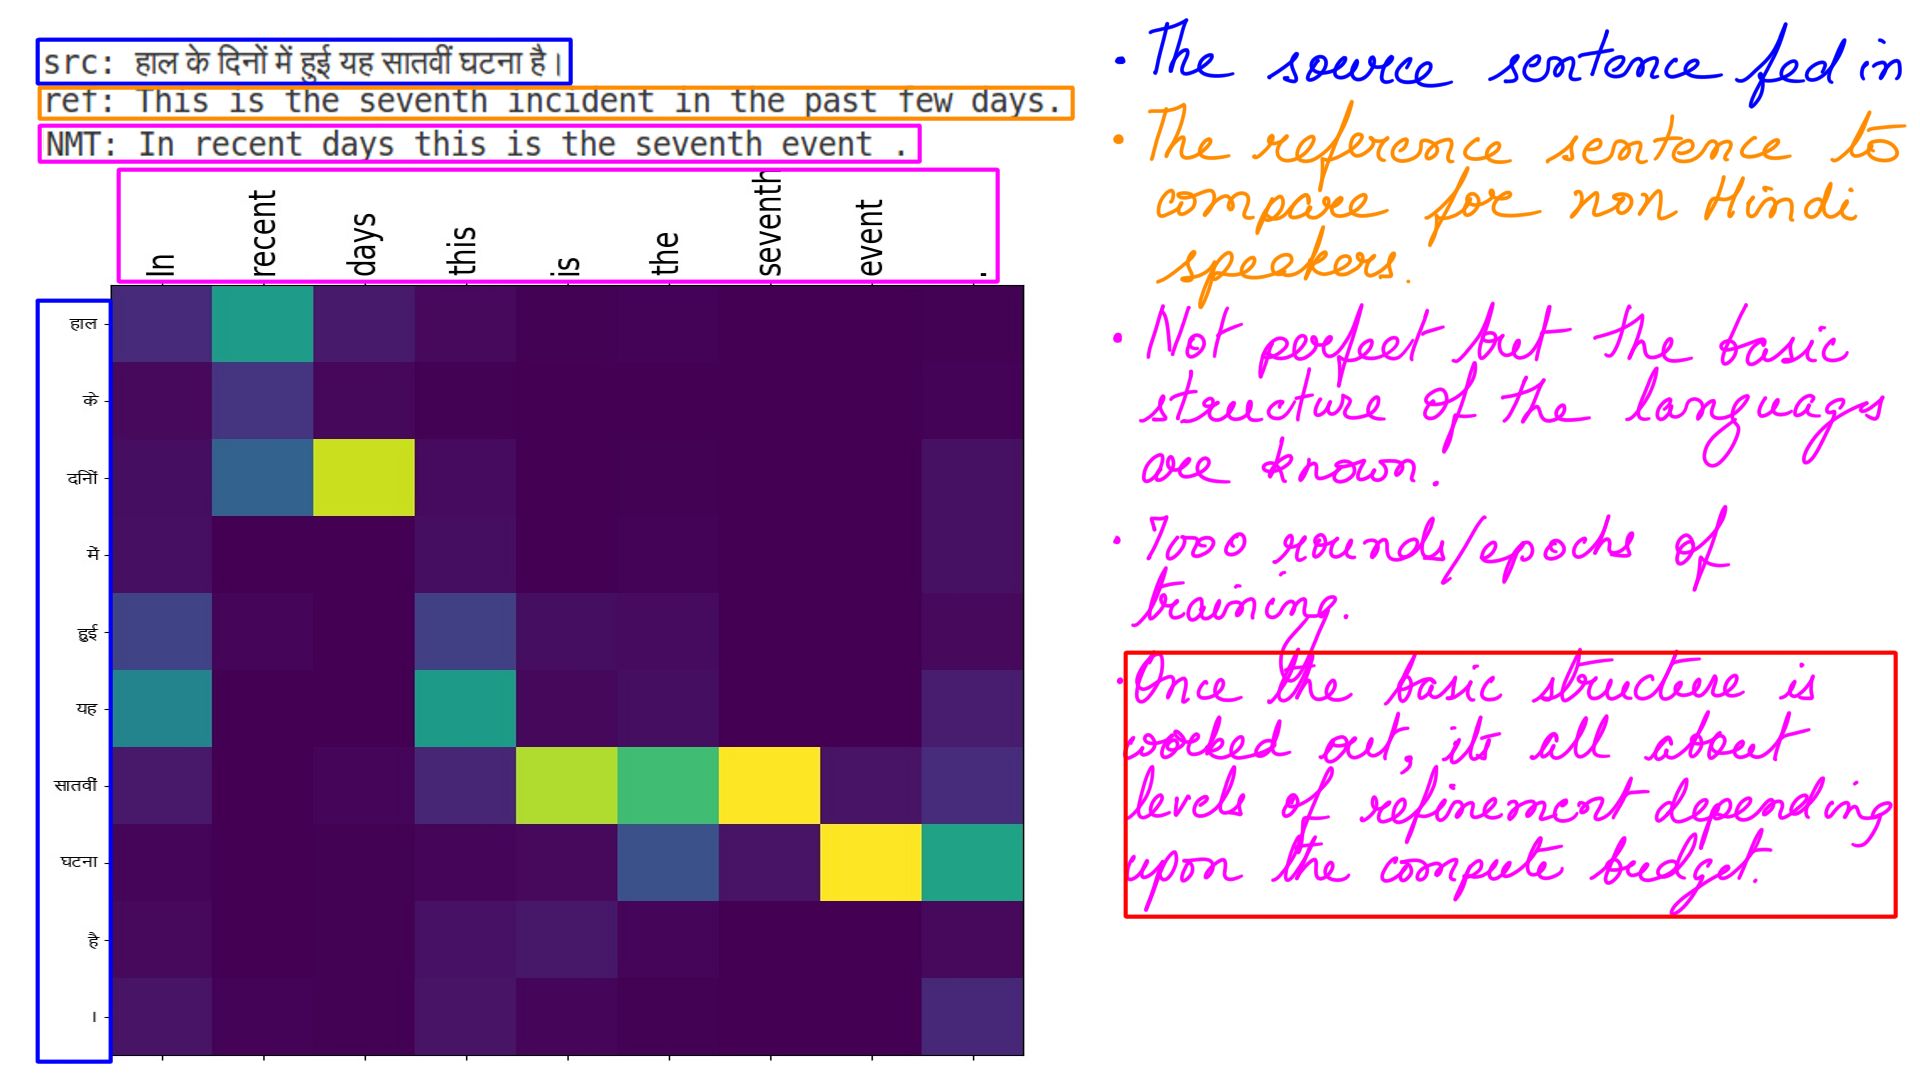 src: हाल के दिनों में हुई यह सातवीं घटना है।
ref: This is the seventh incident in the past few days.
NMT: In recent days this is the seventh event .
In recent days this is the seventh event .
हाल
के
दिनों
में
हुई
यह
सातवीं
घटना
है
।
• The source sentence fed in
• The reference sentence to
compare for non Hindi
speakers.
• Not perfect but the basic
structure of the languages
are known.
• 7000 rounds/epochs of
training.
• Once the basic structure is
worked out, its all about
levels of refinement depending
upon the compute budget.